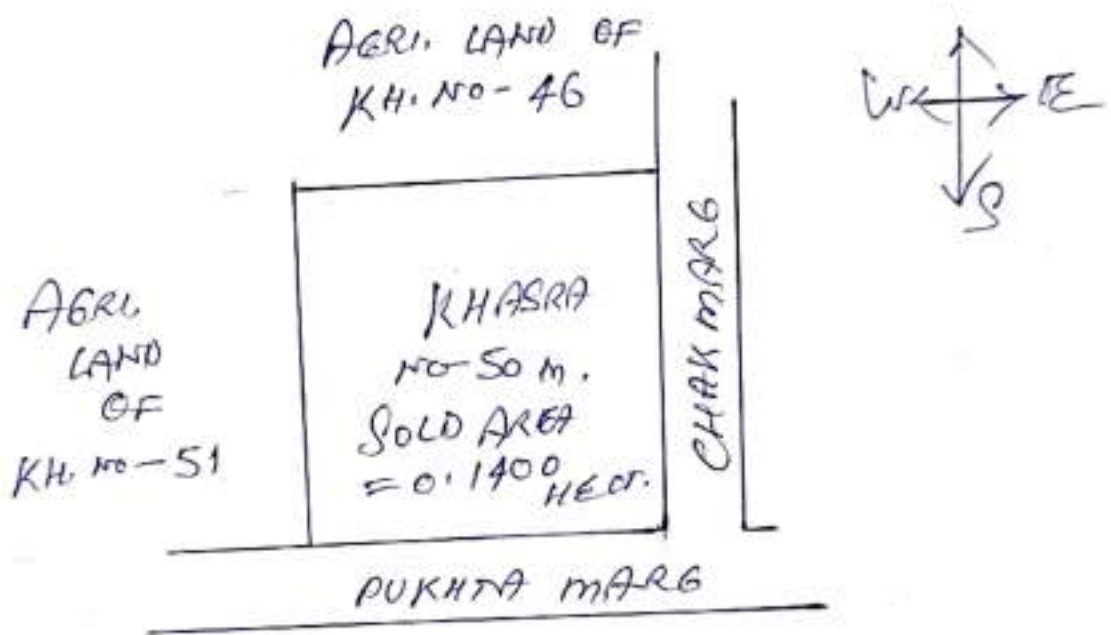 AGRI. LAND OF
KH. NO - 46
W
E
S
AGRI.
LAND
OF
KH. NO - 51
KHASRA
NO - 50 m.
SOLD AREA
= 0.1400 HECT.
CHAK MARG
PUKHTA MARG